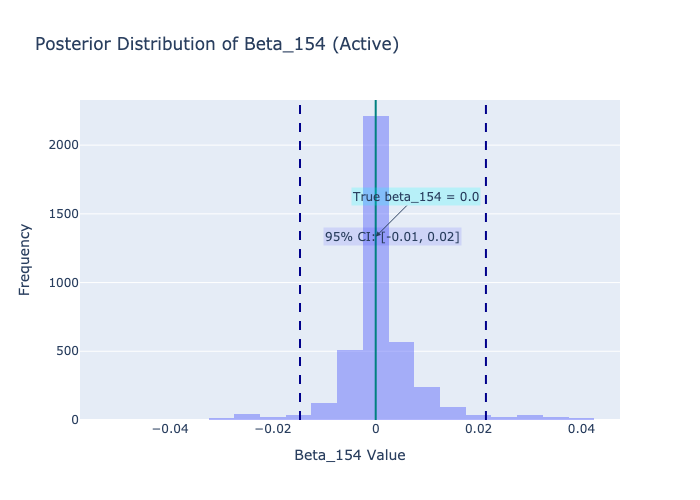 Posterior Distribution of Beta_154 (Active)
2000
1500
1000
500
0
Frequency
True beta_154 = 0.0
95% CI: [-0.01, 0.02]
−0.04
−0.02
0
0.02
0.04
Beta_154 Value